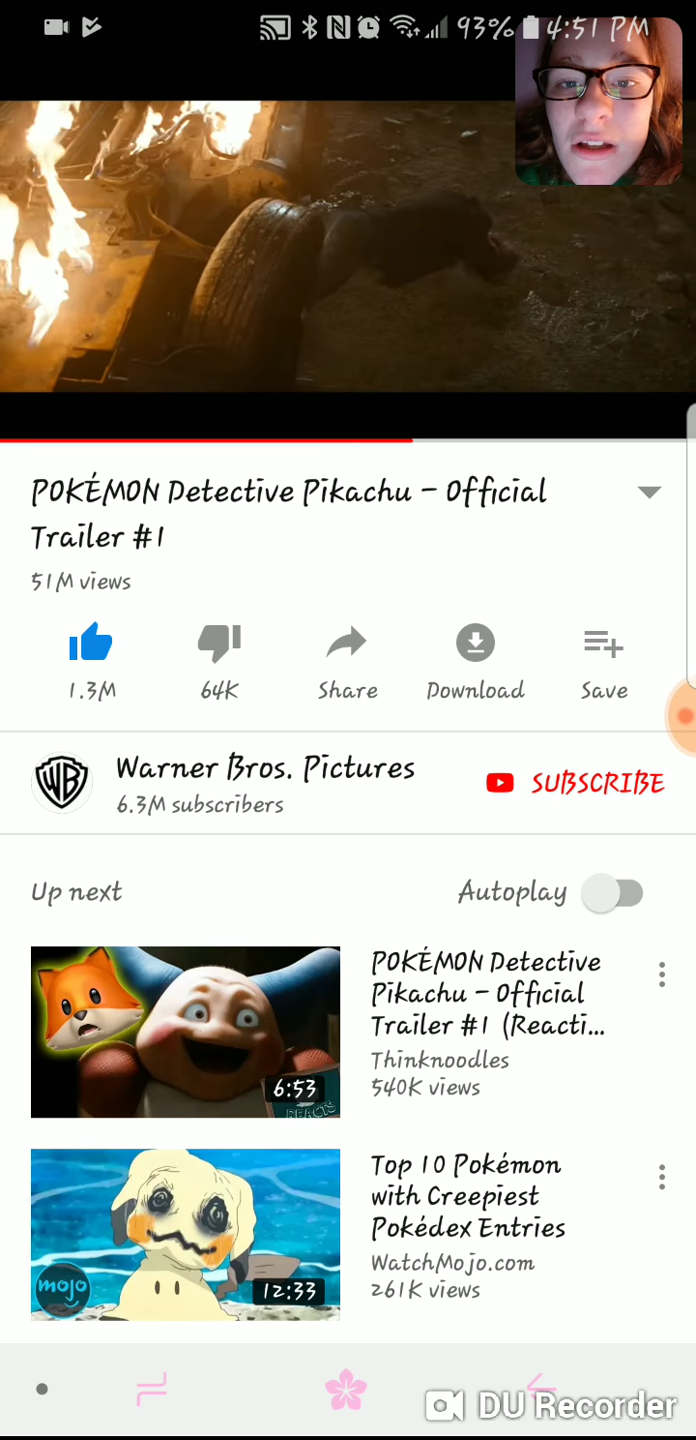 93% 4:51 PM
POKÉMON Detective Pikachu – Official
Trailer #1
51M views
1.3M
64K
Share
Download
Save
WB
Warner Bros. Pictures
6.3M subscribers
SUBSCRIBE
Up next
Autoplay
6:53
REACTS
POKÉMON Detective
Pikachu – Official
Trailer #1 (Reacti...
Thinknoodles
540K views
mojo
12:33
Top 10 Pokémon
with Creepiest
Pokédex Entries
WatchMojo.com
261K views
DU Recorder